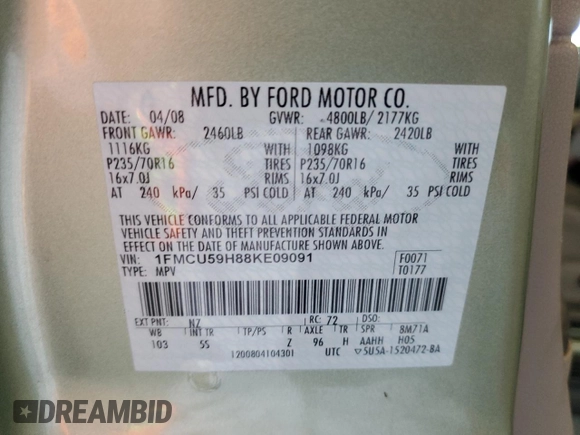 MFD. BY FORD MOTOR CO.
DATE: 04/08 GVWR: 4800LB/ 2177KG
FRONT GAWR: 2460LB REAR GAWR: 2420LB
1116KG WITH 1098KG WITH
P235/70R16 TIRES P235/70R16 TIRES
16x7.0J RIMS 16x7.0J RIMS
AT 240 kPa/ 35 PSI COLD AT 240 kPa/ 35 PSI COLD
THIS VEHICLE CONFORMS TO ALL APPLICABLE FEDERAL MOTOR
VEHICLE SAFETY AND THEFT PREVENTION STANDARDS IN
EFFECT ON THE DATE OF MANUFACTURE SHOWN ABOVE.
VIN: 1FMCU59H88KE09091 F0071
TYPE: MPV T0177
EXT PNT: NZ RC: 72 DSO:
WB INT TR TP/PS R AXLE TR SPR 8M71A
103 55 Z 96 H AAHH H05
1200804104301 UTC ▽5U5A-1520472-BA
DREAMBID